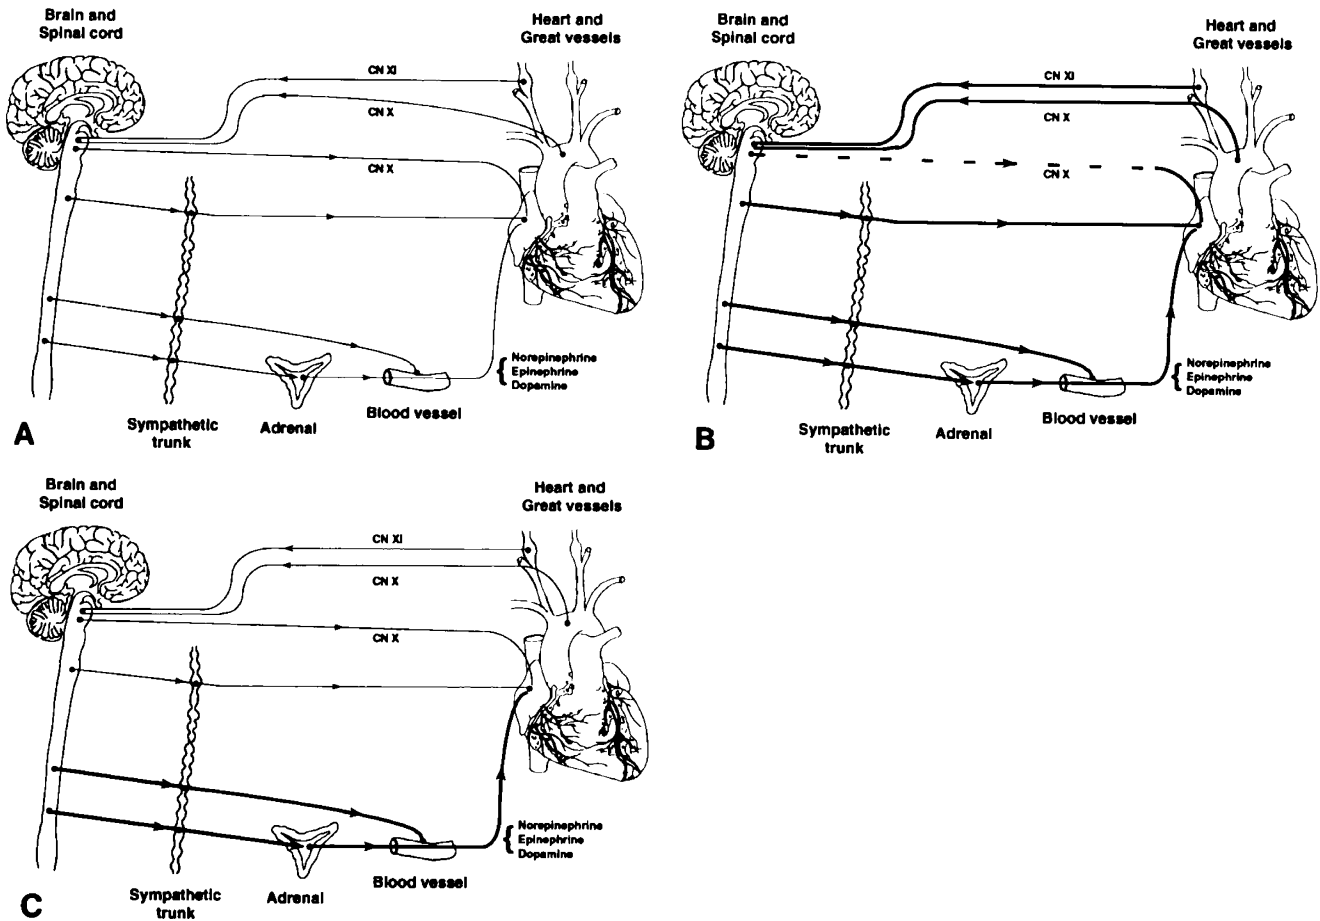 Brain and
Spinal cord
Heart and
Great vessels
CN XI
CN X
CN X
Norepinephrine
Epinephrine
Dopamine
Blood vessel
Sympathetic
trunk
Adrenal
A
Brain and
Spinal cord
Heart and
Great vessels
CN XI
CN X
CN X
Norepinephrine
Epinephrine
Dopamine
Blood vessel
Sympathetic
trunk
Adrenal
B
Brain and
Spinal cord
Heart and
Great vessels
CN XI
CN X
CN X
Norepinephrine
Epinephrine
Dopamine
Blood vessel
Sympathetic
trunk
Adrenal
C